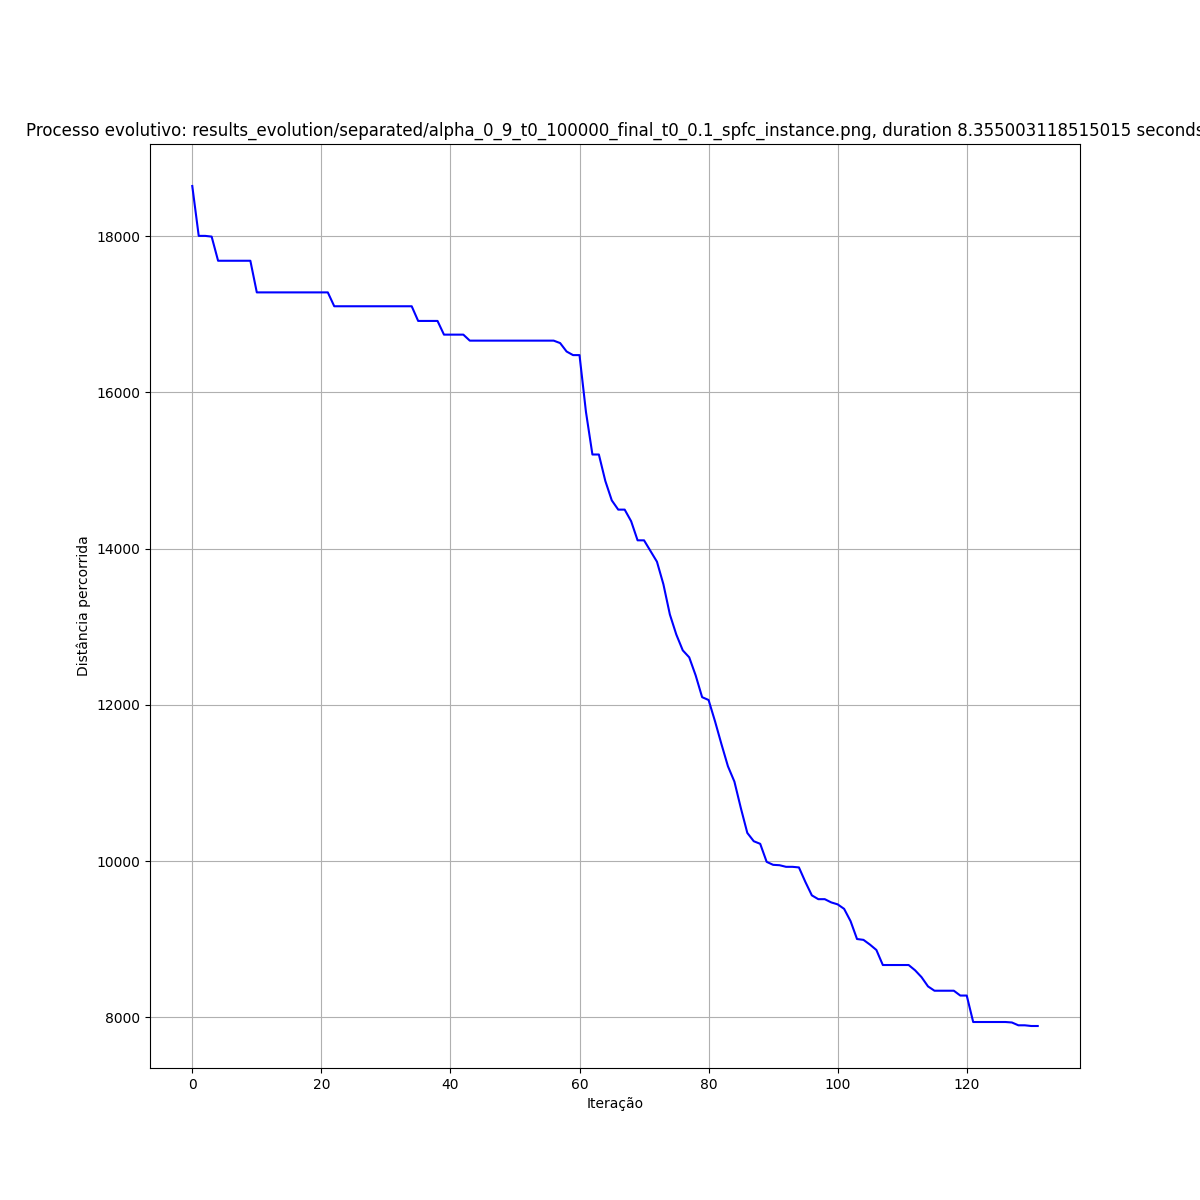 Processo evolutivo: results_evolution/separated/alpha_0_9_t0_100000_final_t0_0.1_spfc_instance.png, duration 8.355003118515015 seconds
18000
16000
14000
12000
10000
8000
Distância percorrida
0 20 40 60 80 100 120
Iteração